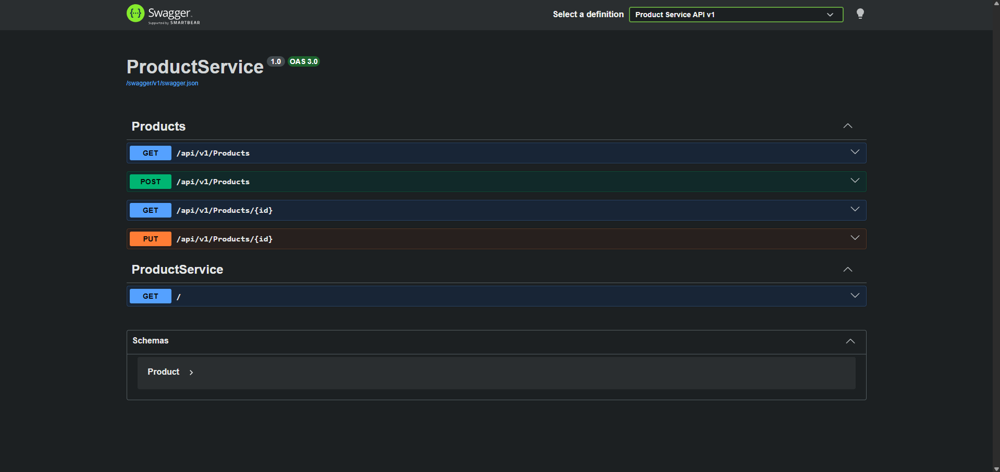 Swagger
Supported by SMARTBEAR
Select a definition
Product Service API v1
ProductService 1.0 OAS 3.0
/swagger/v1/swagger.json
Products
GET /api/v1/Products
POST /api/v1/Products
GET /api/v1/Products/{id}
PUT /api/v1/Products/{id}
ProductService
GET /
Schemas
Product